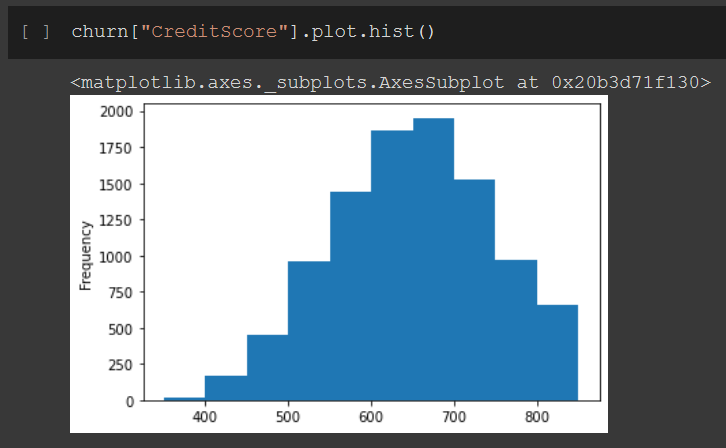 [ ] churn["CreditScore"].plot.hist()
<matplotlib.axes._subplots.AxesSubplot at 0x20b3d71f130>
2000
1750
1500
1250
1000
750
500
250
0
Frequency
400 500 600 700 800